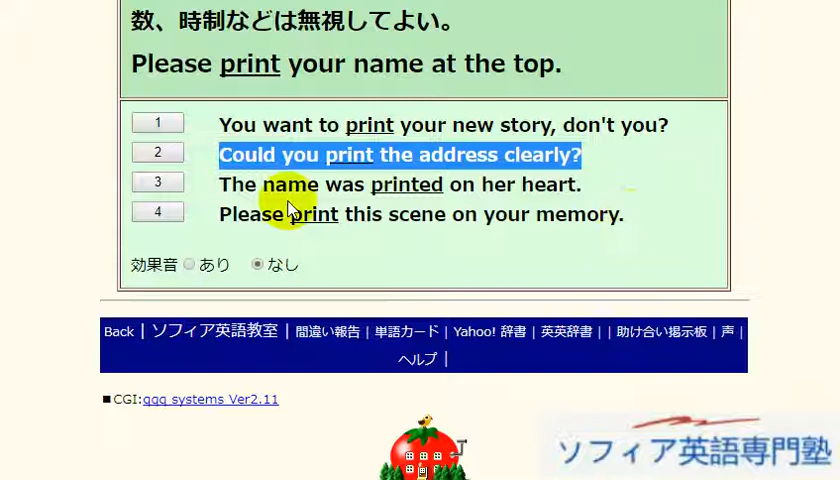 数、時制などは無視してよい。
Please print your name at the top.
1 You want to print your new story, don't you?
2 Could you print the address clearly?
3 The name was printed on her heart.
4 Please print this scene on your memory.
効果音 あり なし
Back | ソフィア英語教室 | 間違い報告 | 単語カード | Yahoo! 辞書 | 英英辞書 | | 助け合い掲示板 | 声 |
ヘルプ |
■CGI:qqq systems Ver2.11
ソフィア英語専門塾